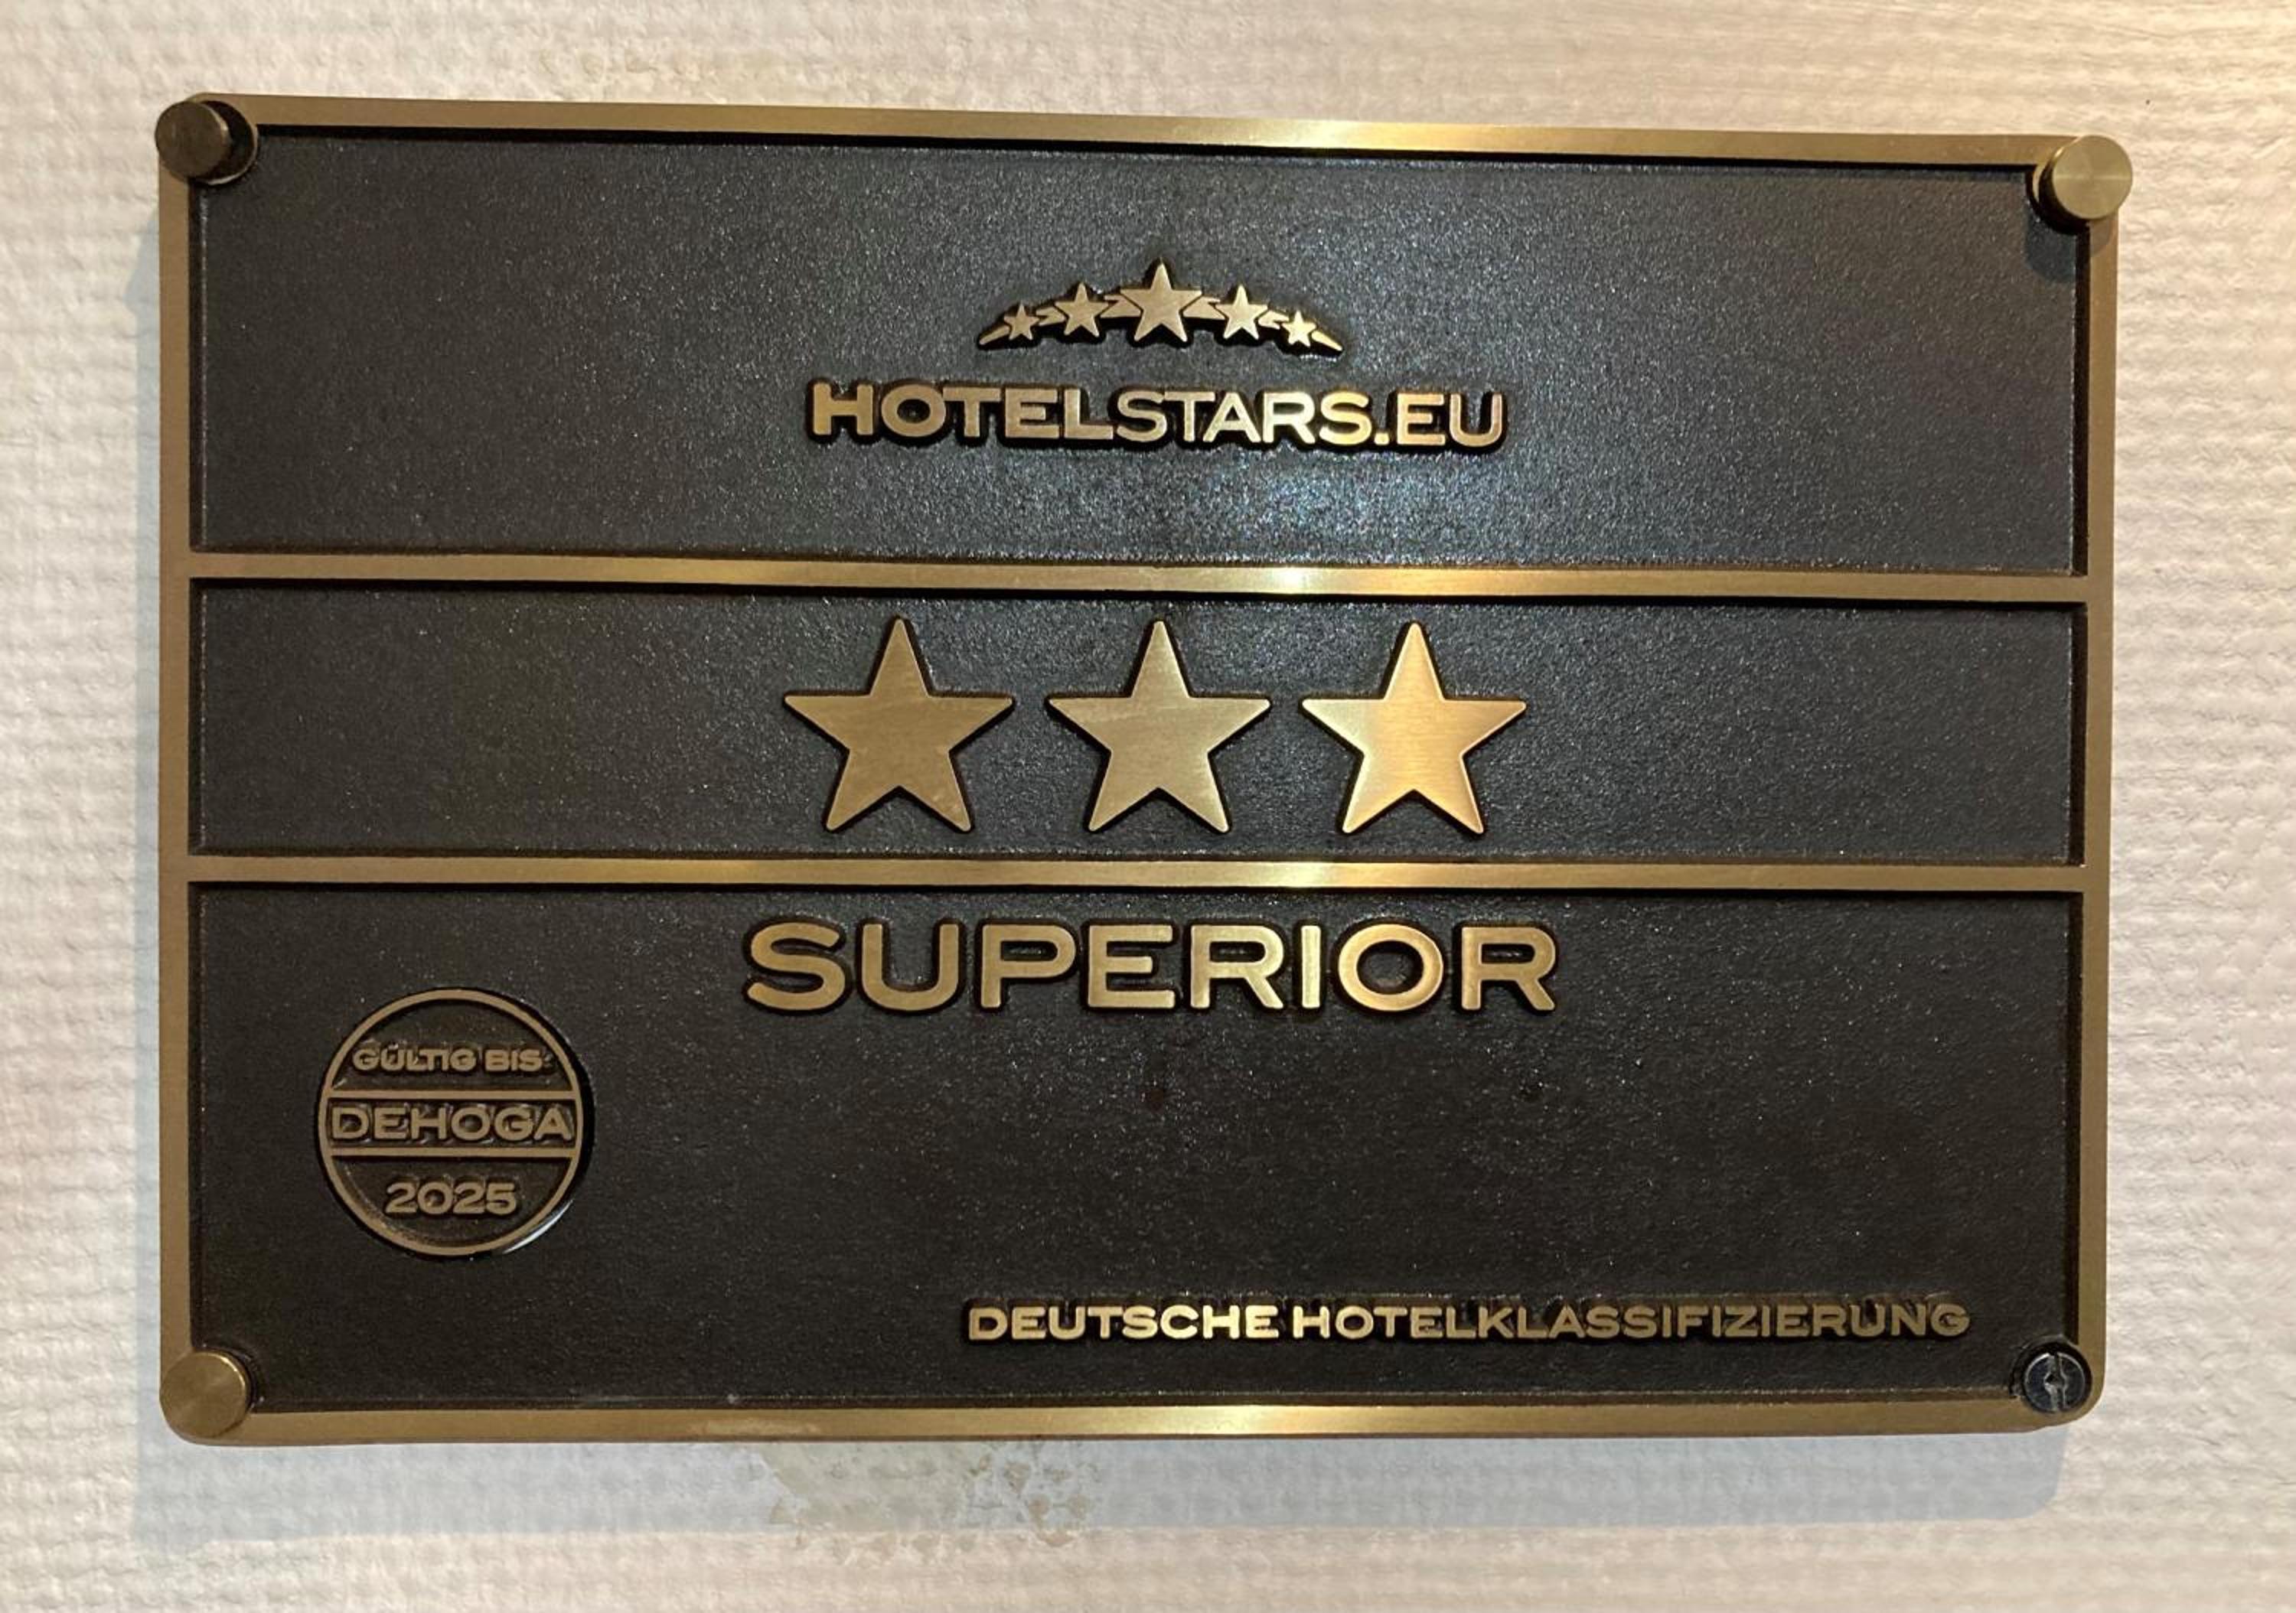 HOTELSTARS.EU
SUPERIOR
GÜLTIG BIS:
DEHOGA
2025
DEUTSCHE HOTELKLASSIFIZIERUNG